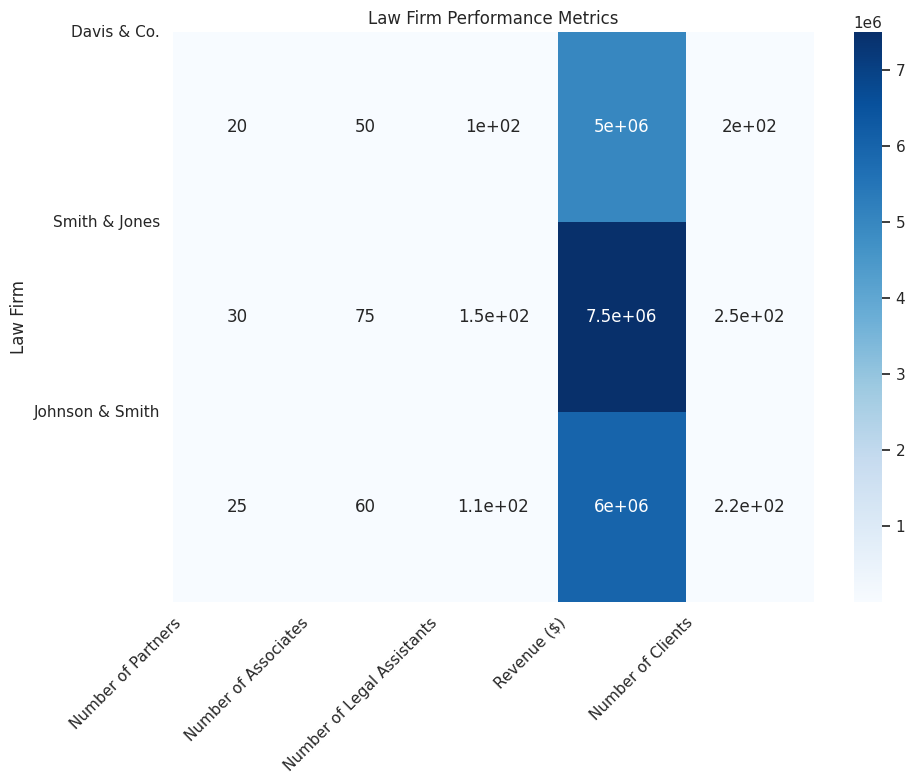 Law Firm Performance Metrics
1e6
Davis & Co.
20 50 1e+02 5e+06 2e+02
Smith & Jones
30 75 1.5e+02 7.5e+06 2.5e+02
Johnson & Smith
25 60 1.1e+02 6e+06 2.2e+02
Law Firm
Number of Partners
Number of Associates
Number of Legal Assistants
Revenue ($)
Number of Clients
7
6
5
4
3
2
1